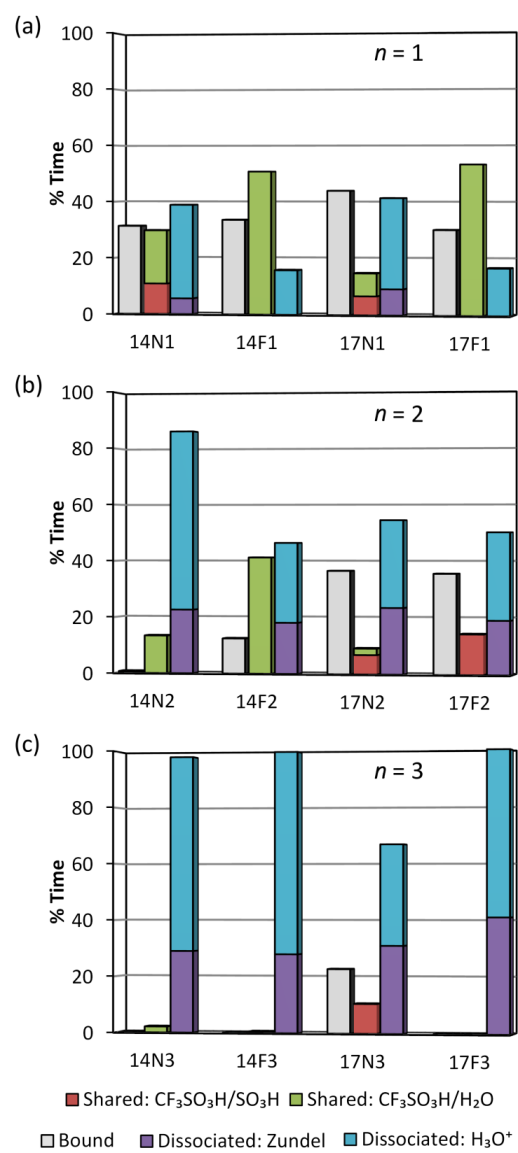 (a)
n = 1
% Time
100
80
60
40
20
0
14N1 14F1 17N1 17F1
(b)
n = 2
% Time
100
80
60
40
20
0
14N2 14F2 17N2 17F2
(c)
n = 3
% Time
100
80
60
40
20
0
14N3 14F3 17N3 17F3
Shared: CF₃SO₃H/SO₃H Shared: CF₃SO₃H/H₂O
Bound Dissociated: Zundel Dissociated: H₃O⁺